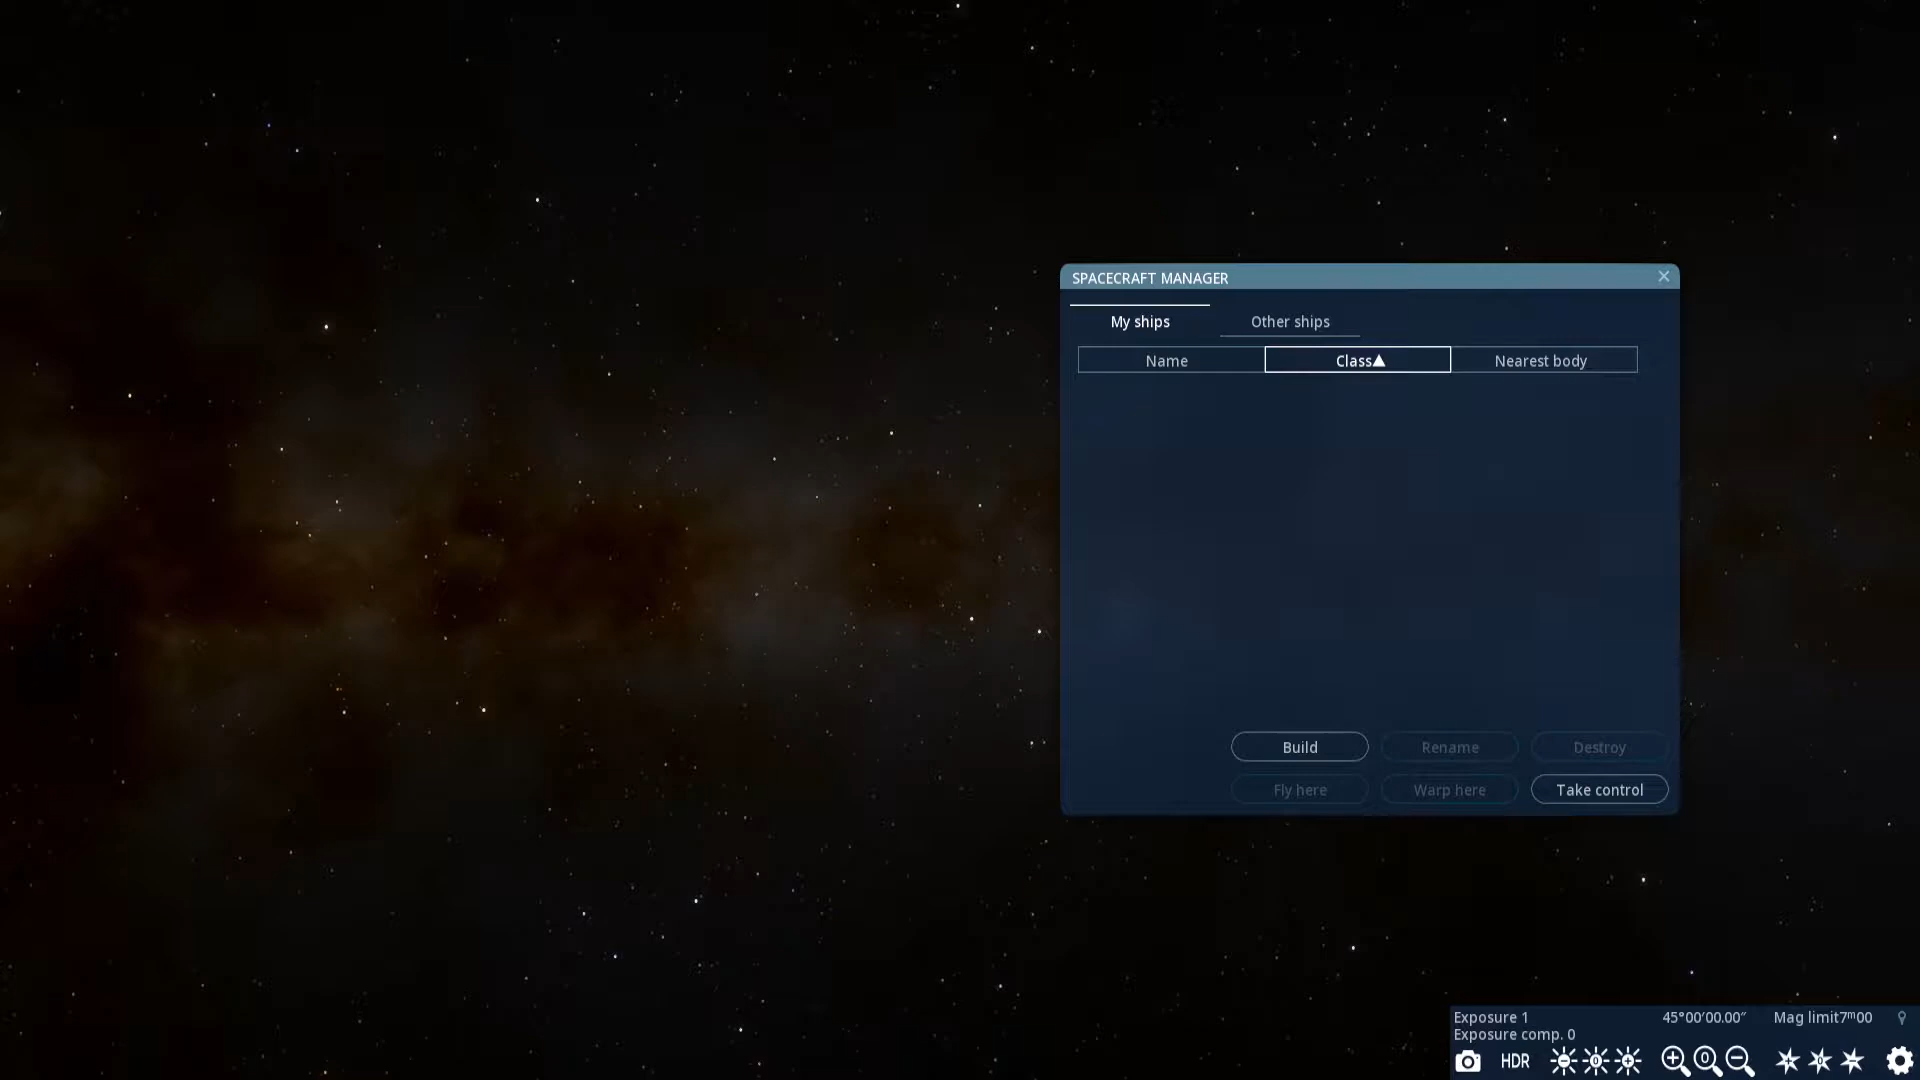 SPACECRAFT MANAGER
My ships
Other ships
Name
Class▲
Nearest body
Build
Rename
Destroy
Fly here
Warp here
Take control
Exposure 1
45°00′00.00″
Mag limit7ᵐ00
Exposure comp. 0
HDR
0